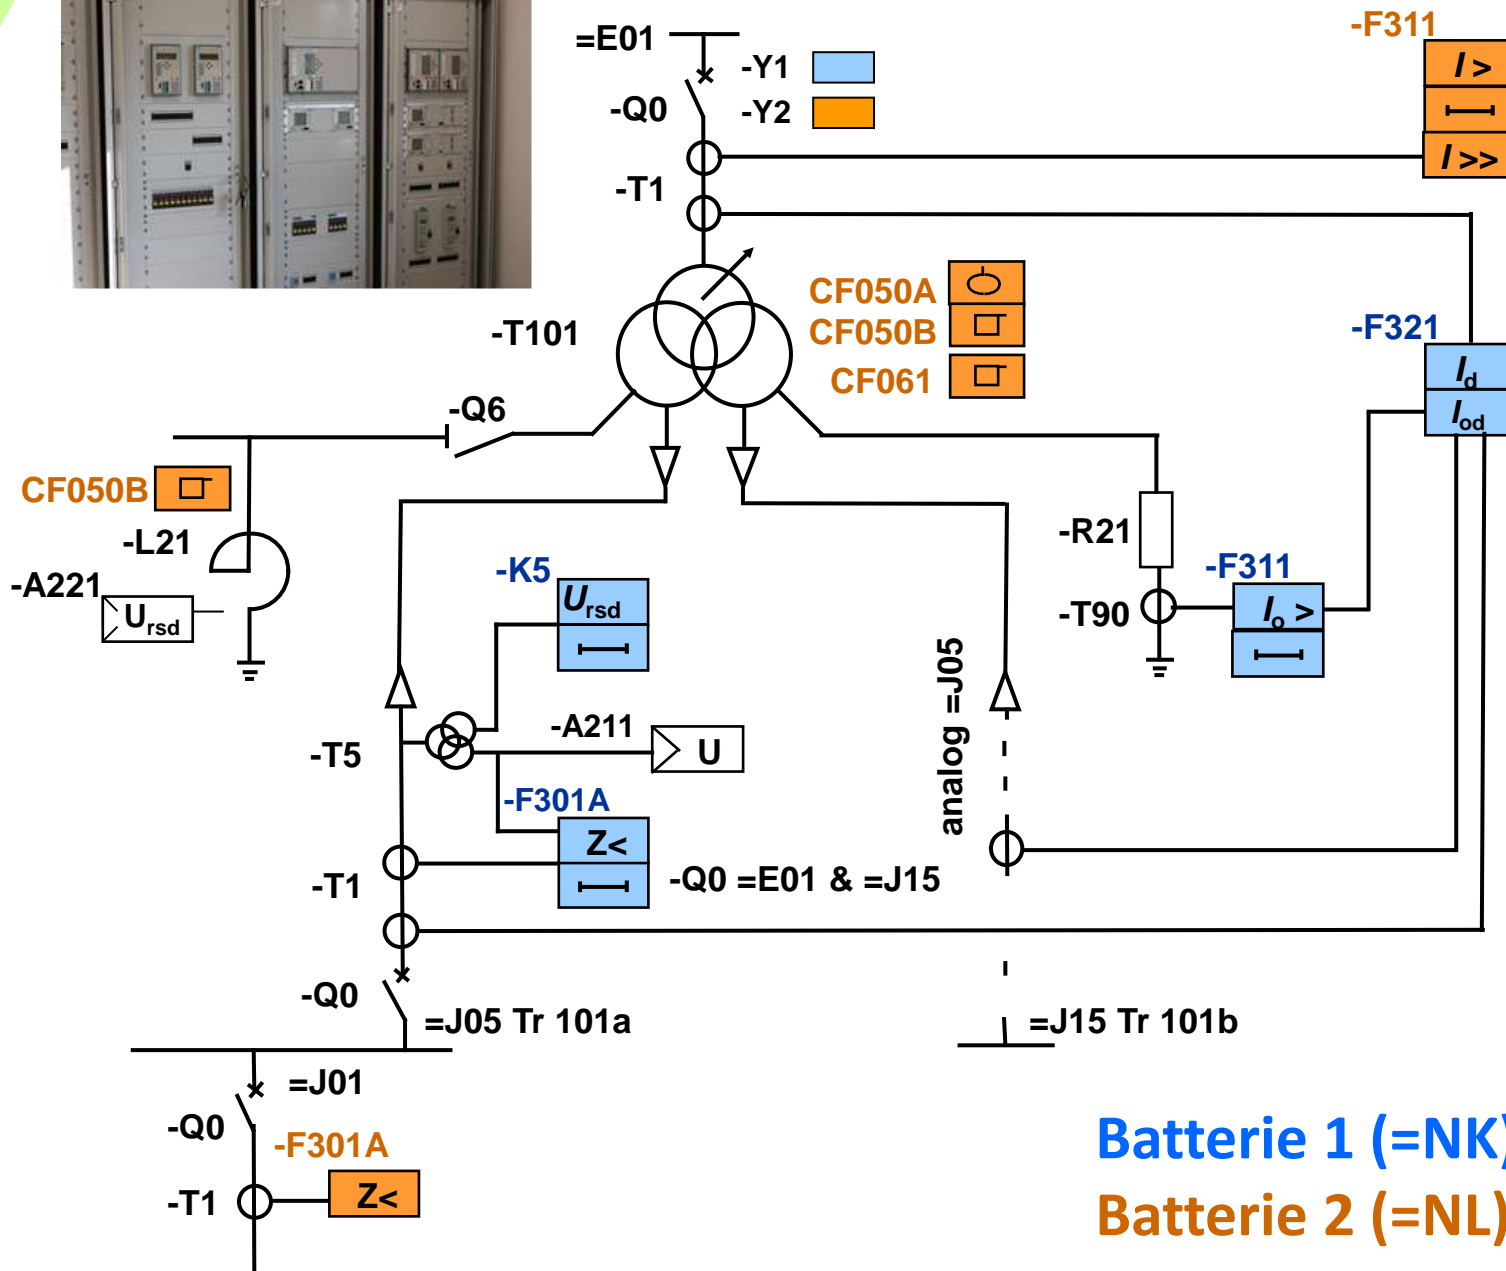 =E01
-F311
-Y1
I >
-Q0
-Y2
I >>
-T1
CF050A
-T101
CF050B
-F321
CF061
Id
-Q6
Iod
CF050B
-L21
-R21
-A221
-K5
-F311
Ursd
Ursd
-T90
Io >
analog =J05
-A211
-T5
U
-F301A
Z<
-T1
-Q0 =E01 & =J15
-Q0
=J05 Tr 101a
=J15 Tr 101b
=J01
-Q0
-F301A
-T1
Z<
Batterie 1 (=NK)
Batterie 2 (=NL)